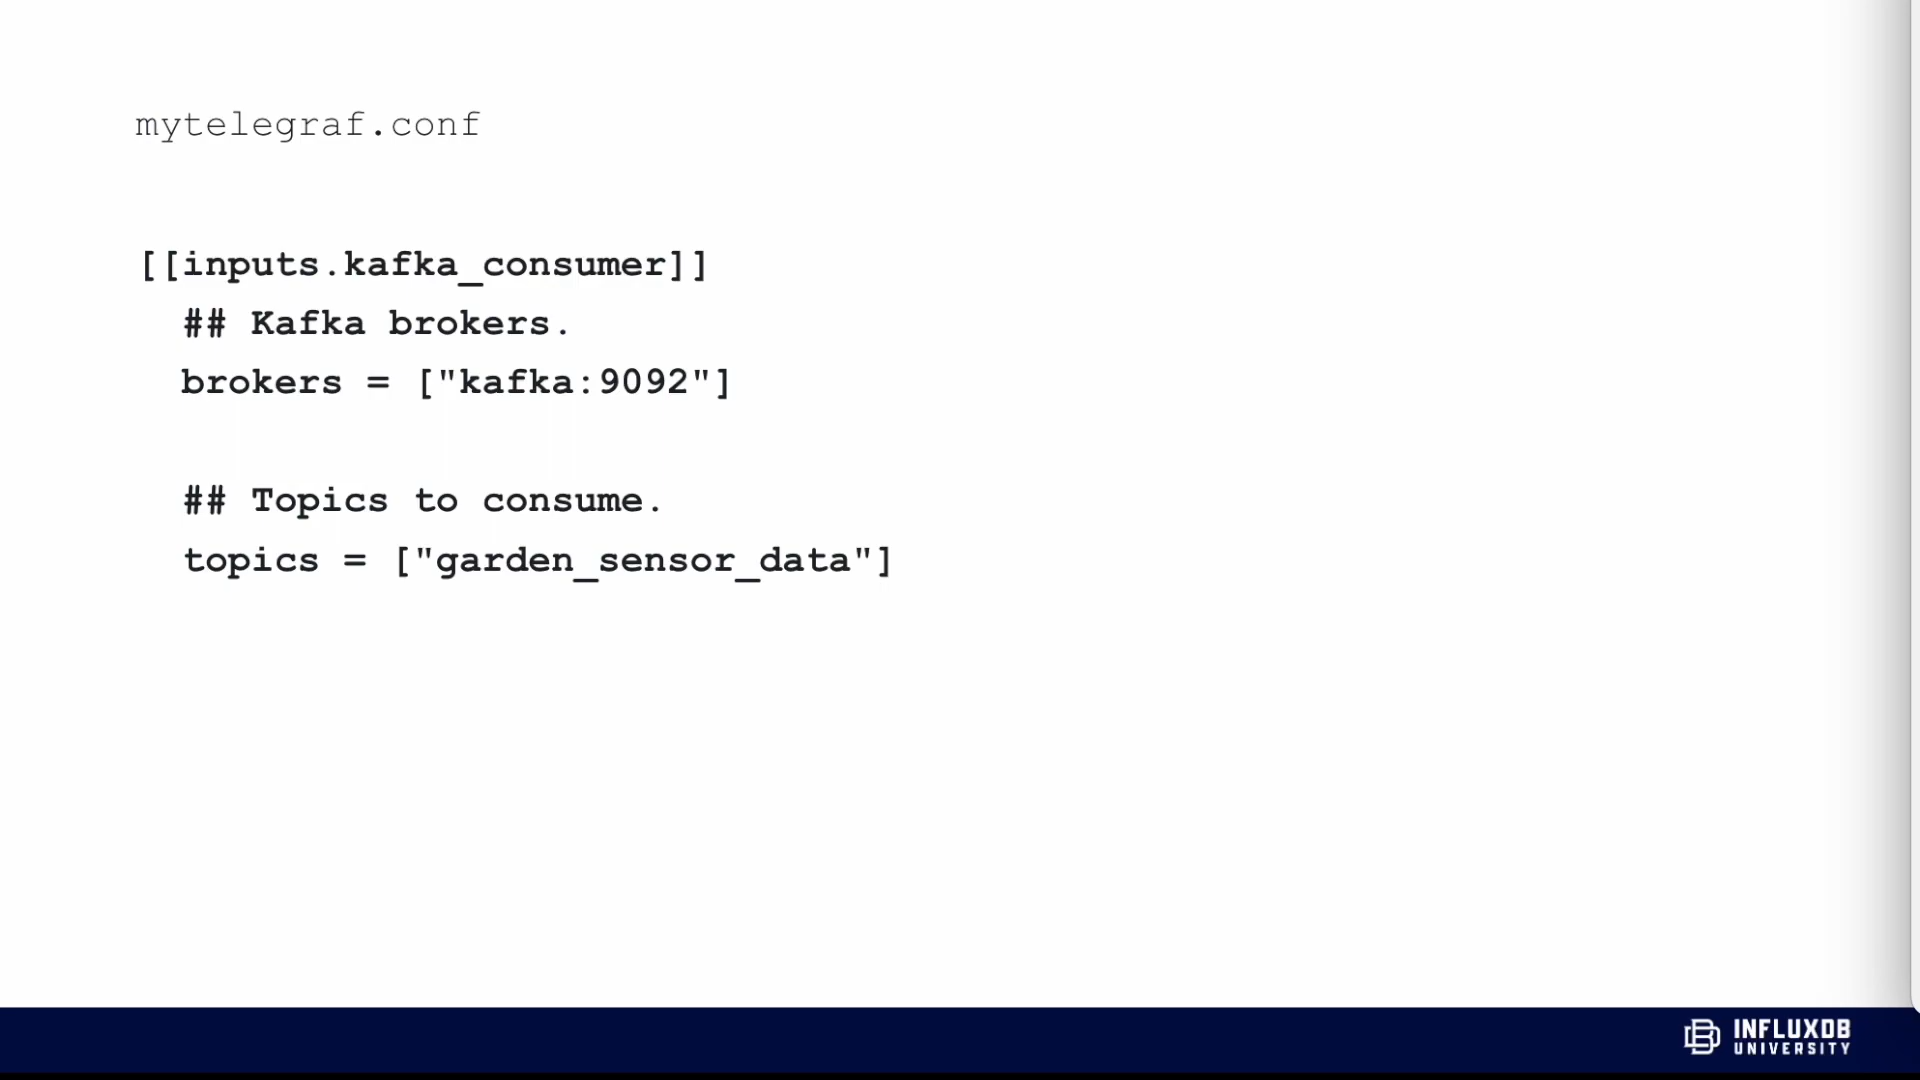 mytelegraf.conf
[[inputs.kafka_consumer]]
## Kafka brokers.
brokers = ["kafka:9092"]
## Topics to consume.
topics = ["garden_sensor_data"]
INFLUXDB
UNIVERSITY